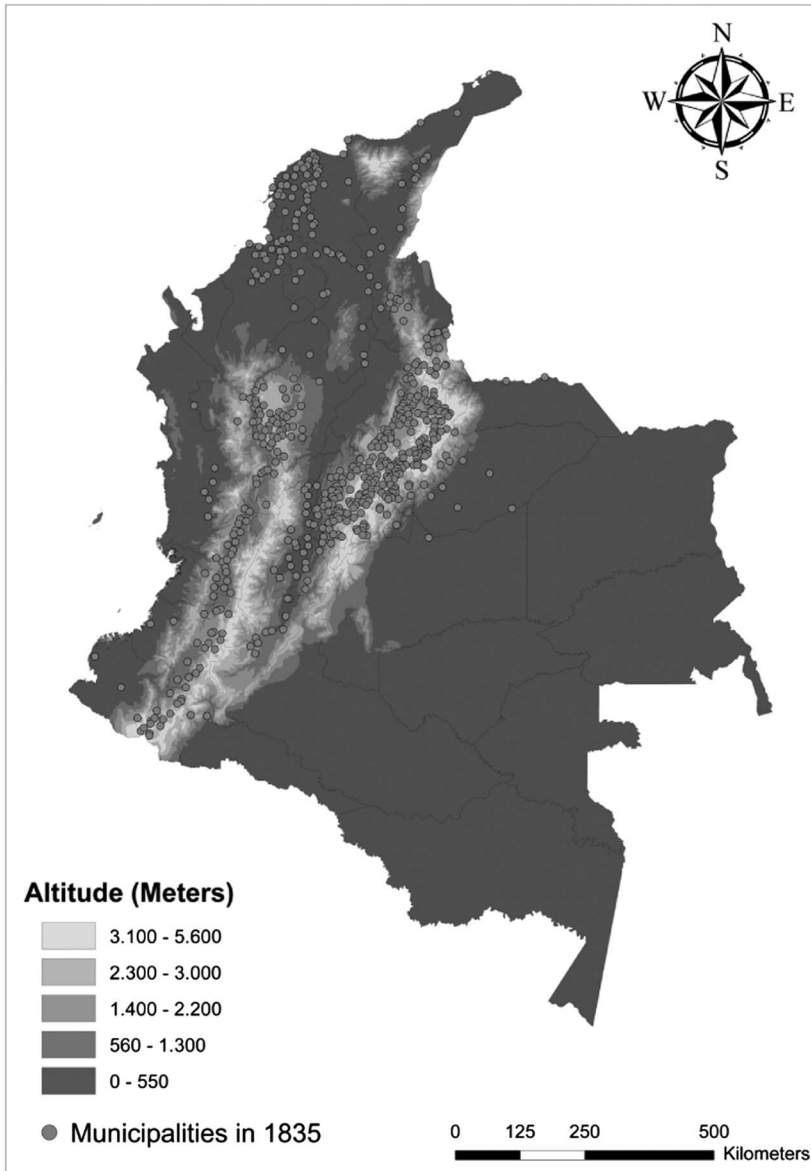 N
W E
S
Altitude (Meters)
3.100 - 5.600
2.300 - 3.000
1.400 - 2.200
560 - 1.300
0 - 550
Municipalities in 1835
0 125 250 500
Kilometers